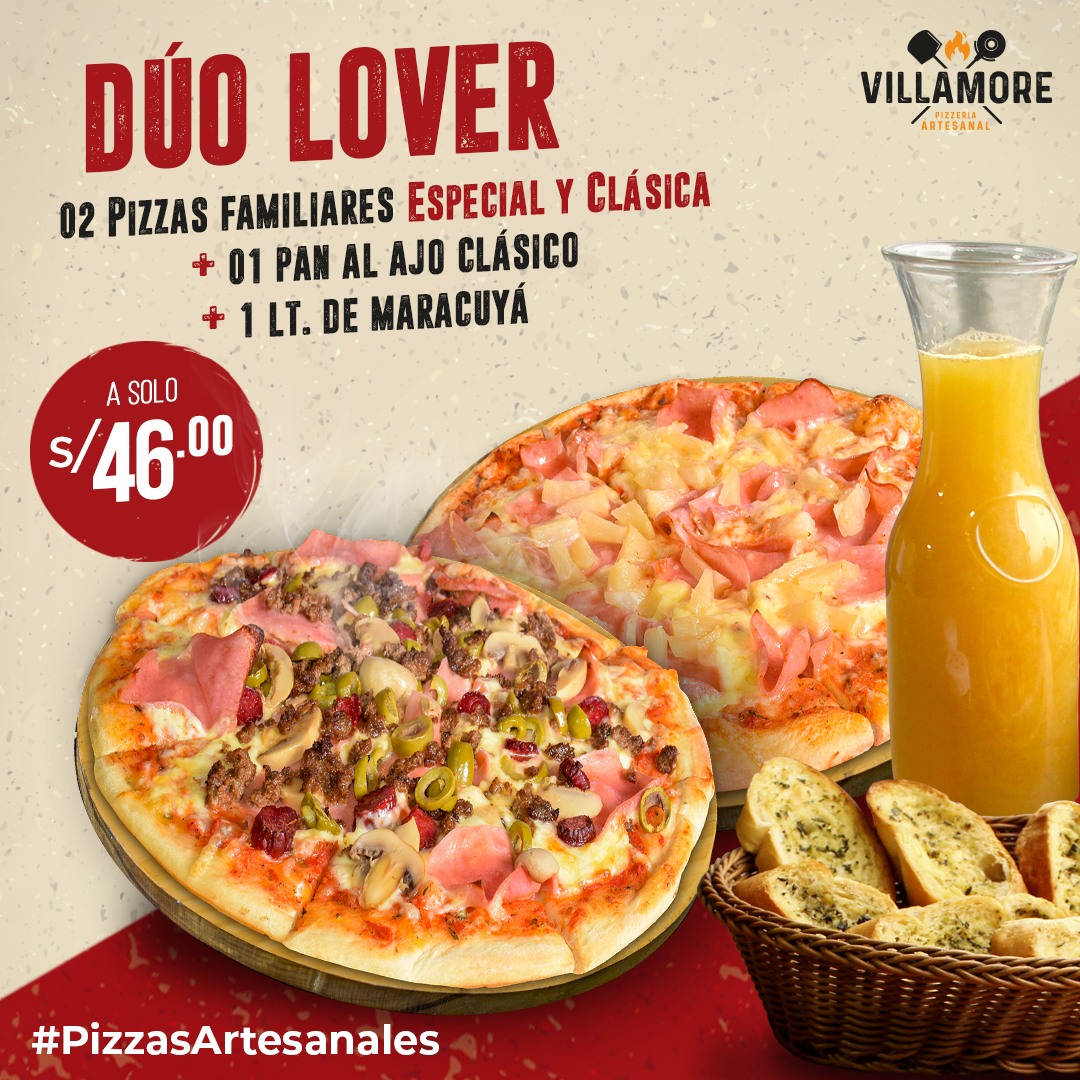 DÚO LOVER
VILLAMORE
PIZZERÍA
ARTESANAL
02 PIZZAS FAMILIARES ESPECIAL Y CLÁSICA
+ 01 PAN AL AJO CLÁSICO
+ 1 LT. DE MARACUYÁ
A SOLO
S/46.00
#PizzasArtesanales